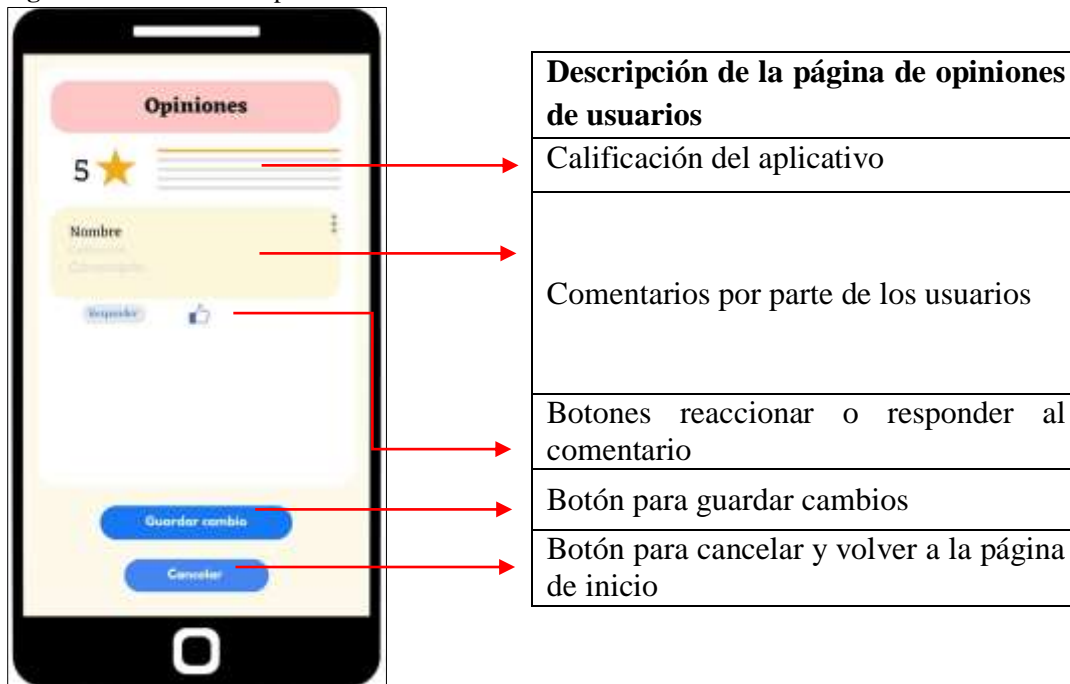 Opiniones
5
Nombre
Responder
Guardar cambio
Cancelar
Descripción de la página de opiniones
de usuarios
Calificación del aplicativo
Comentarios por parte de los usuarios
Botones reaccionar o responder al
comentario
Botón para guardar cambios
Botón para cancelar y volver a la página
de inicio